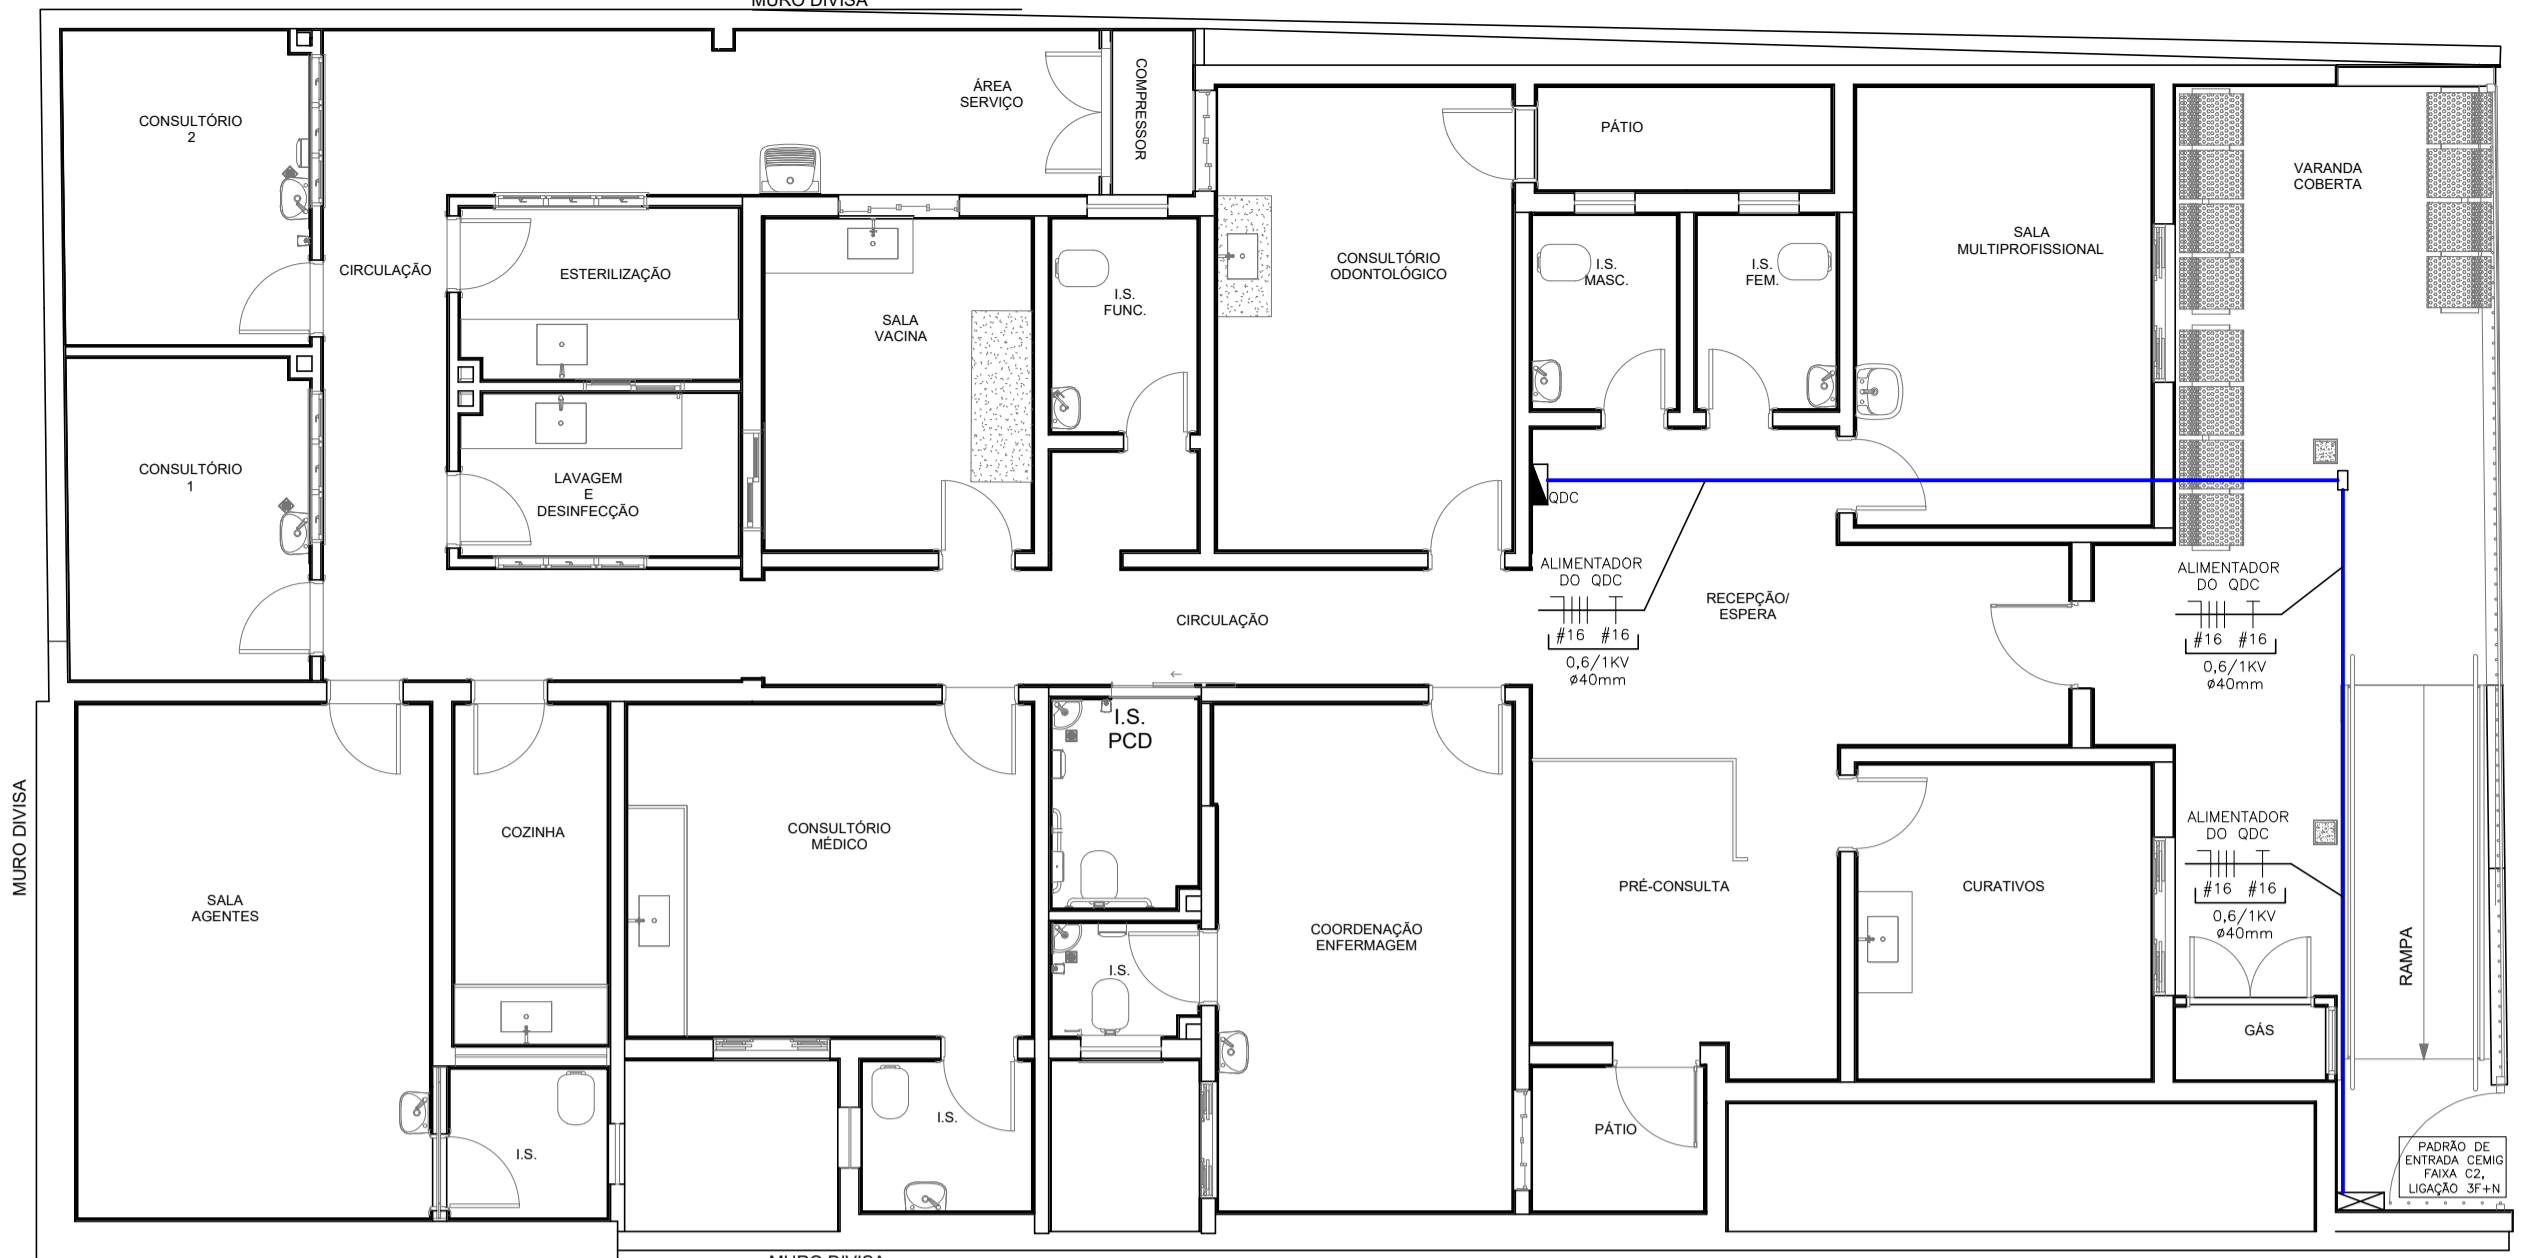 MURO DIVISA
CONSULTÓRIO
2
ÁREA
SERVIÇO
COMPRESSOR
PÁTIO
VARANDA
COBERTA
CIRCULAÇÃO
ESTERILIZAÇÃO
SALA
VACINA
I.S.
FUNC.
CONSULTÓRIO
ODONTOLÓGICO
I.S.
MASC.
I.S.
FEM.
SALA
MULTIPROFISSIONAL
CONSULTÓRIO
1
LAVAGEM
E
DESINFECÇÃO
QDC
ALIMENTADOR
DO QDC
#16 #16
0,6/1KV
ø40mm
RECEPÇÃO/
ESPERA
ALIMENTADOR
DO QDC
#16 #16
0,6/1KV
ø40mm
CIRCULAÇÃO
I.S.
PCD
MURO DIVISA
SALA
AGENTES
COZINHA
CONSULTÓRIO
MÉDICO
COORDENAÇÃO
ENFERMAGEM
PRÉ-CONSULTA
CURATIVOS
ALIMENTADOR
DO QDC
#16 #16
0,6/1KV
ø40mm
RAMPA
I.S.
GÁS
I.S.
I.S.
PÁTIO
PADRÃO DE
ENTRADA CEMIG
FAIXA C2,
LIGAÇÃO 3F+N
MURO DIVISA